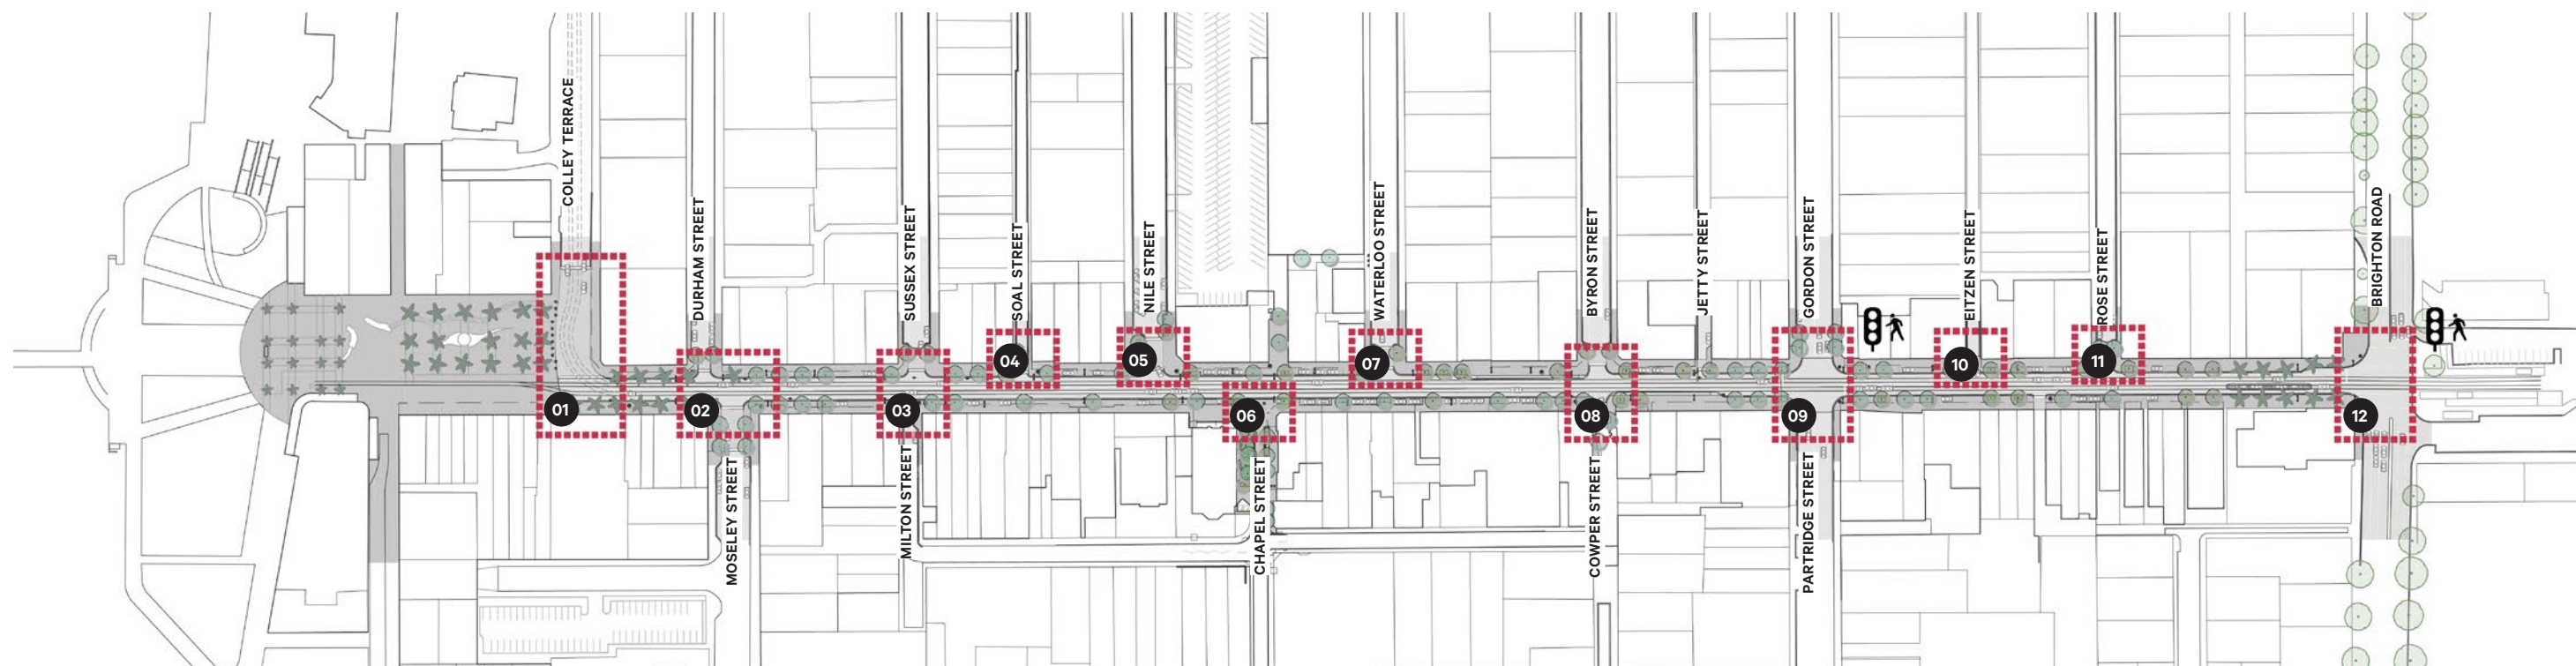 COLLEY TERRACE
DURHAM STREET
SUSSEX STREET
SOAL STREET
NILE STREET
WATERLOO STREET
BYRON STREET
JETTY STREET
GORDON STREET
EITZEN STREET
ROSE STREET
BRIGHTON ROAD
01
02
03
04
05
06
07
08
09
10
11
12
MOSELEY STREET
MILTON STREET
CHAPEL STREET
COWPER STREET
PARTRIDGE STREET